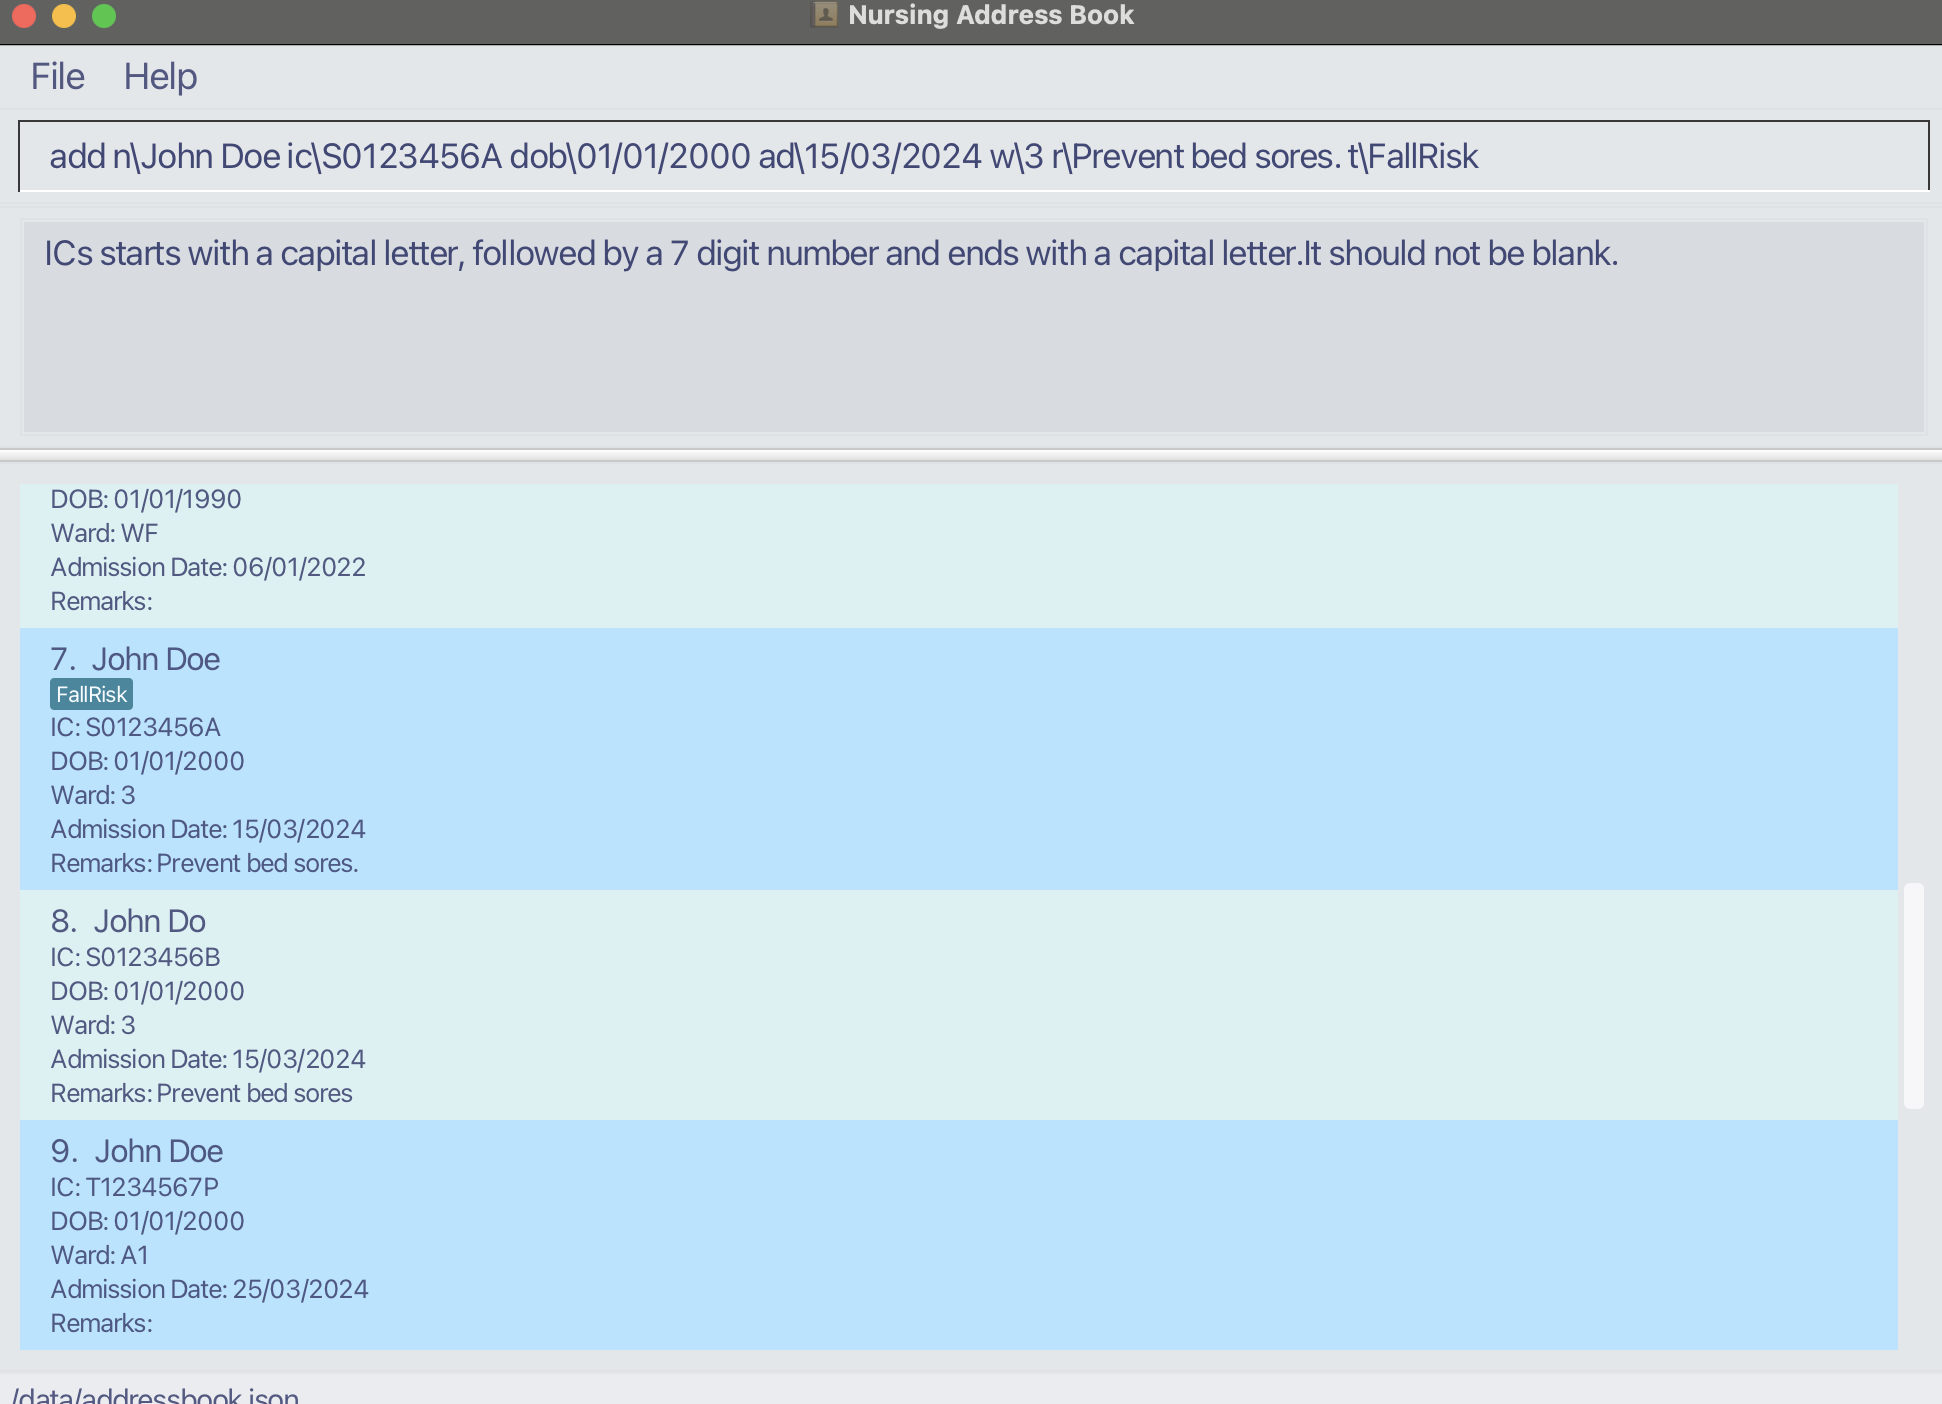 Nursing Address Book
File Help
add n\John Doe ic\S0123456A dob\01/01/2000 ad\15/03/2024 w\3 r\Prevent bed sores. t\FallRisk
ICs starts with a capital letter, followed by a 7 digit number and ends with a capital letter.It should not be blank.
DOB: 01/01/1990
Ward: WF
Admission Date: 06/01/2022
Remarks:
7. John Doe
FallRisk
IC: S0123456A
DOB: 01/01/2000
Ward: 3
Admission Date: 15/03/2024
Remarks: Prevent bed sores.
8. John Do
IC: S0123456B
DOB: 01/01/2000
Ward: 3
Admission Date: 15/03/2024
Remarks: Prevent bed sores
9. John Doe
IC: T1234567P
DOB: 01/01/2000
Ward: A1
Admission Date: 25/03/2024
Remarks:
/data/addressbook.json